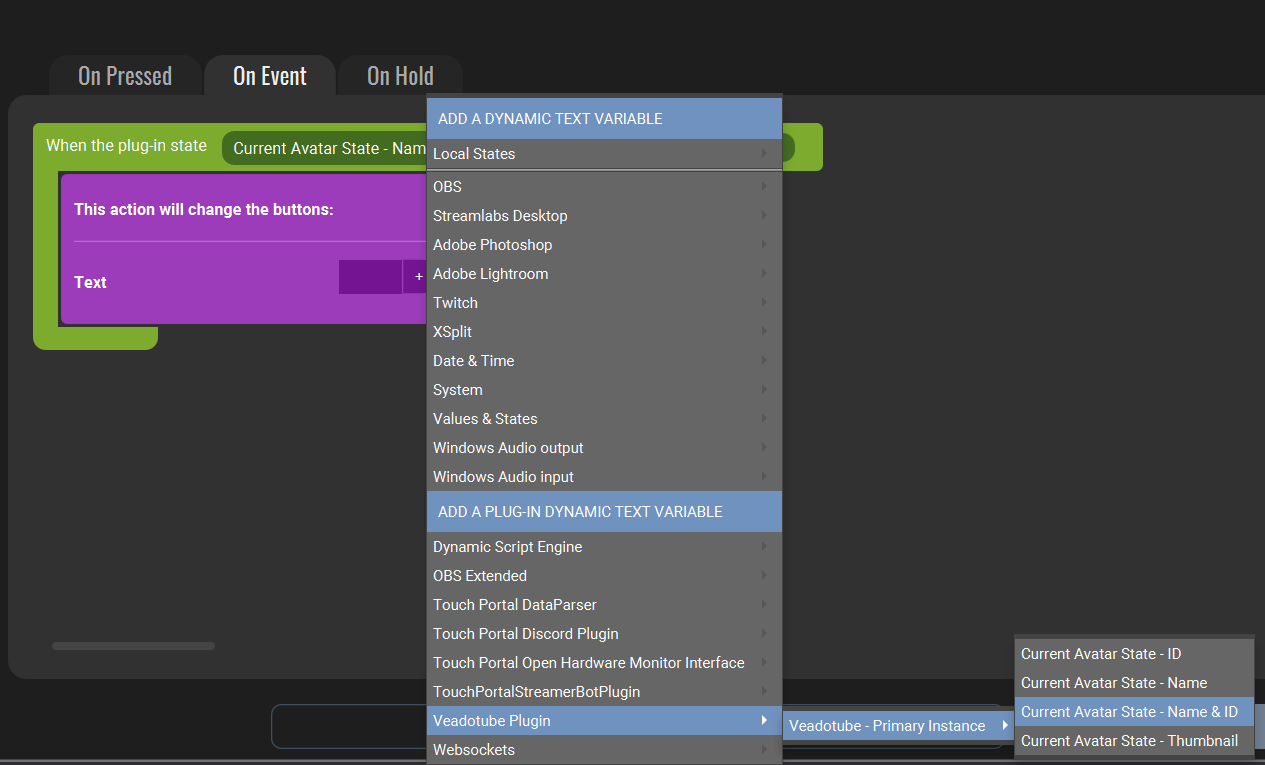 On Pressed
On Event
On Hold
ADD A DYNAMIC TEXT VARIABLE
When the plug-in state
Current Avatar State - Nam
Local States
OBS
This action will change the buttons:
Streamlabs Desktop
Adobe Photoshop
Text
+
Adobe Lightroom
Twitch
XSplit
Date & Time
System
Values & States
Windows Audio output
Windows Audio input
ADD A PLUG-IN DYNAMIC TEXT VARIABLE
Dynamic Script Engine
OBS Extended
Touch Portal DataParser
Touch Portal Discord Plugin
Touch Portal Open Hardware Monitor Interface
TouchPortalStreamerBotPlugin
Veadotube Plugin
Websockets
Veadotube - Primary Instance
Current Avatar State - ID
Current Avatar State - Name
Current Avatar State - Name & ID
Current Avatar State - Thumbnail